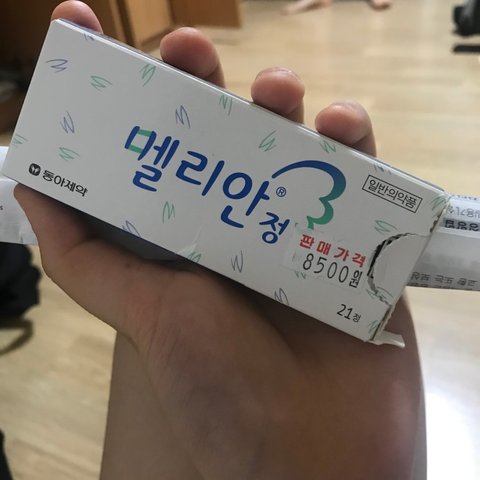 동아제약
멜리안® 정
일반의약품
판매가격
8500원
21정